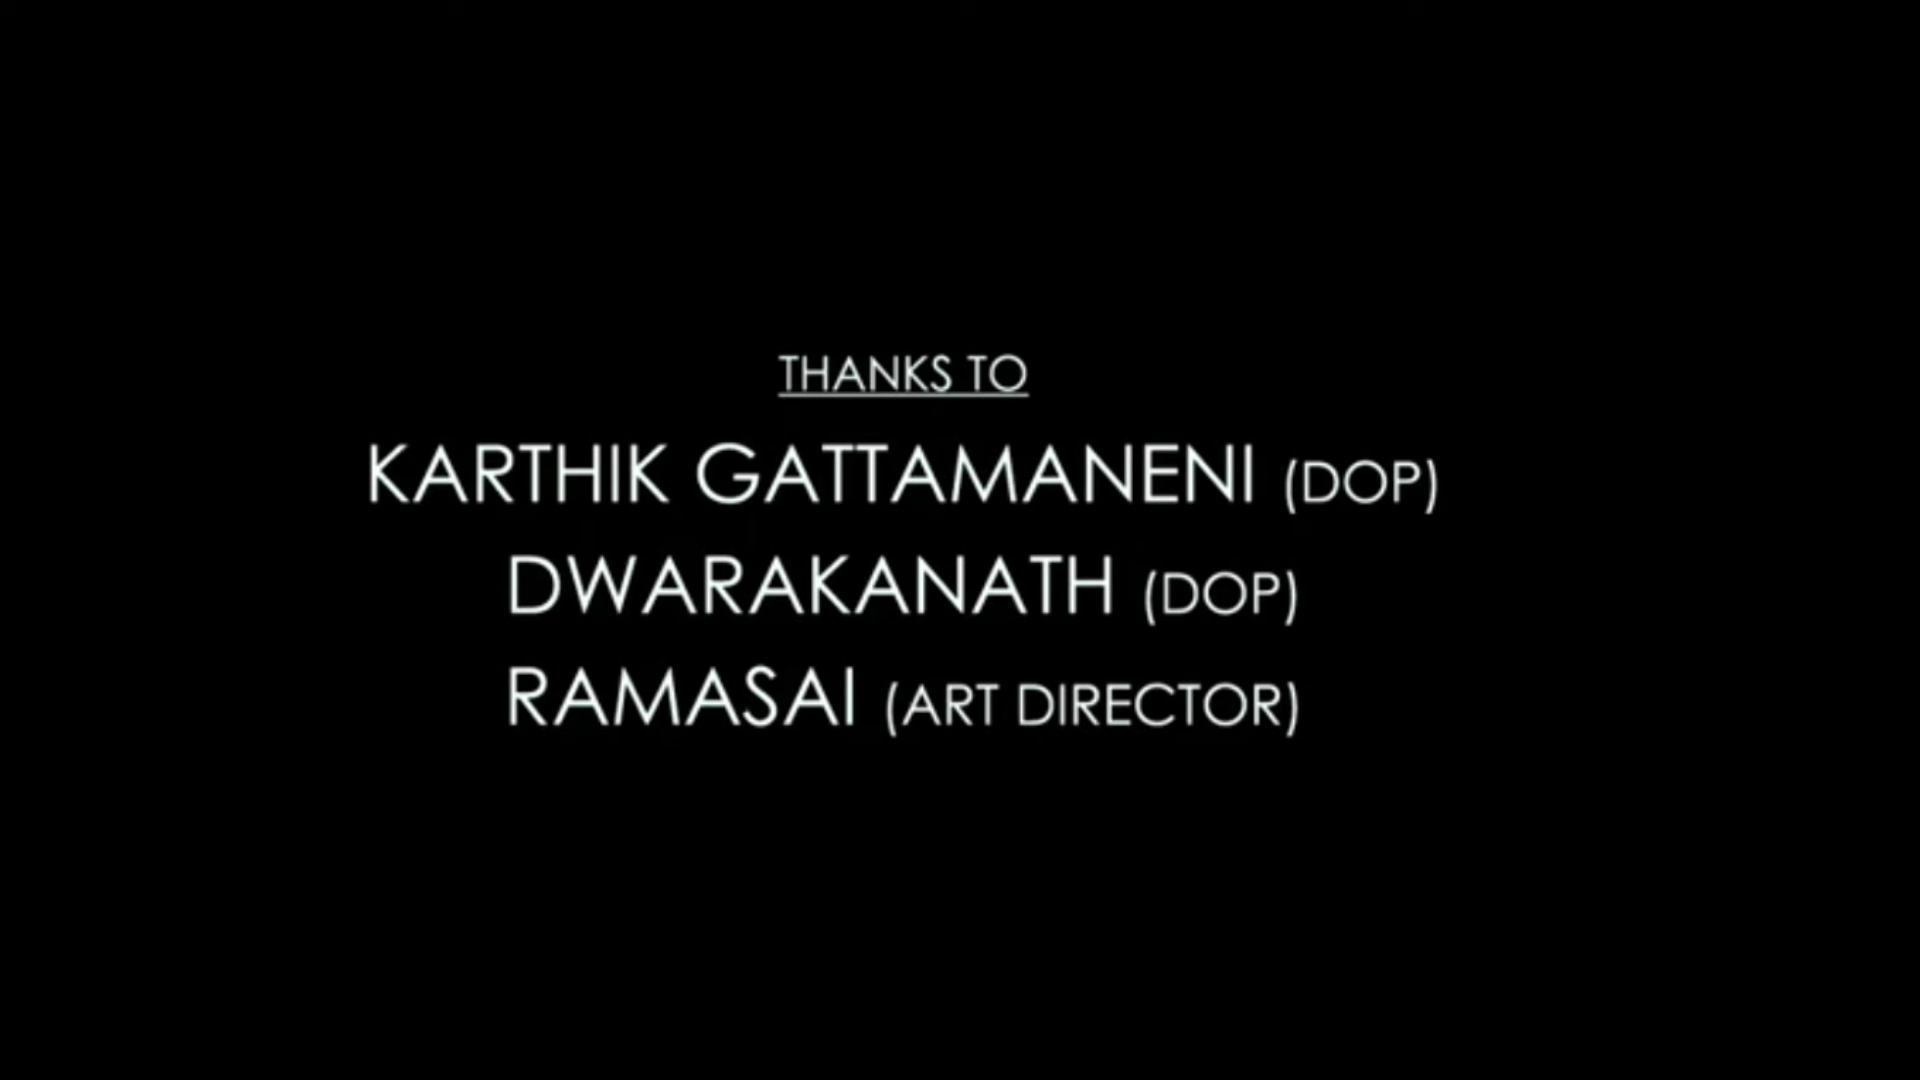 THANKS TO
KARTHIK GATTAMANENI (DOP)
DWARAKANATH (DOP)
RAMASAI (ART DIRECTOR)